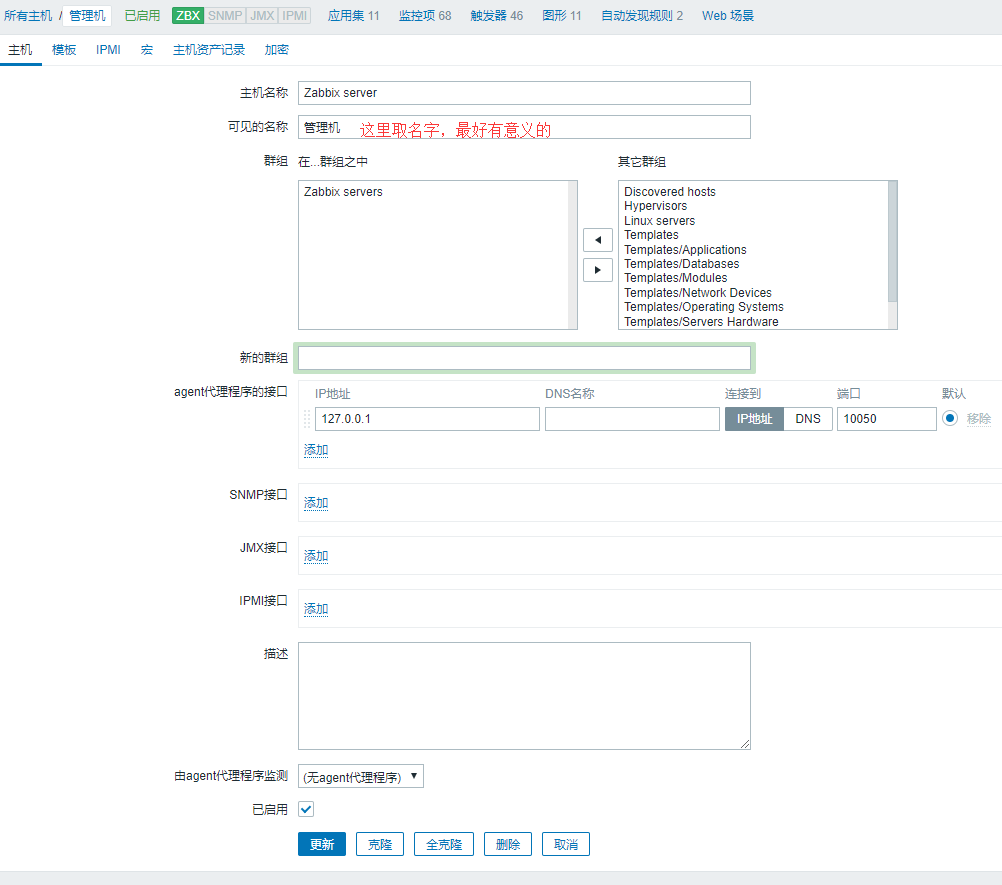 所有主机 / 管理机 已启用 ZBX SNMP JMX IPMI 应用集 11 监控项 68 触发器 46 图形 11 自动发现规则 2 Web 场景
主机 模板 IPMI 宏 主机资产记录 加密
主机名称 Zabbix server
可见的名称 管理机 这里取名字，最好有意义的
群组 在...群组之中 其它群组
Zabbix servers Discovered hosts
Hypervisors
Linux servers
Templates
Templates/Applications
Templates/Databases
Templates/Modules
Templates/Network Devices
Templates/Operating Systems
Templates/Servers Hardware
新的群组
agent代理程序的接口 IP地址 DNS名称 连接到 端口 默认
127.0.0.1 IP地址 DNS 10050 移除
添加
SNMP接口 添加
JMX接口 添加
IPMI接口 添加
描述
由agent代理程序监测 (无agent代理程序)
已启用
更新 克隆 全克隆 删除 取消